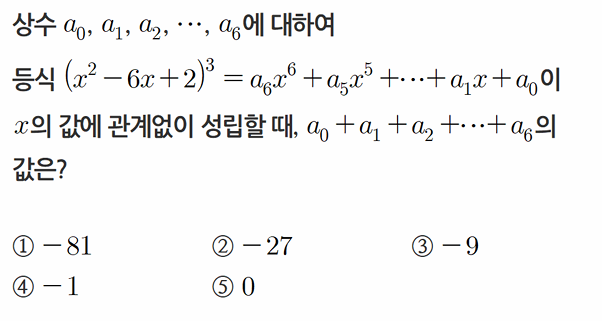 상수 a₀, a₁, a₂, ⋯, a₆에 대하여
등식 (x² − 6x + 2)³ = a₆x⁶ + a₅x⁵ + ⋯ + a₁x + a₀이
x의 값에 관계없이 성립할 때, a₀ + a₁ + a₂ + ⋯ + a₆의
값은?
① −81 ② −27 ③ −9
④ −1 ⑤ 0